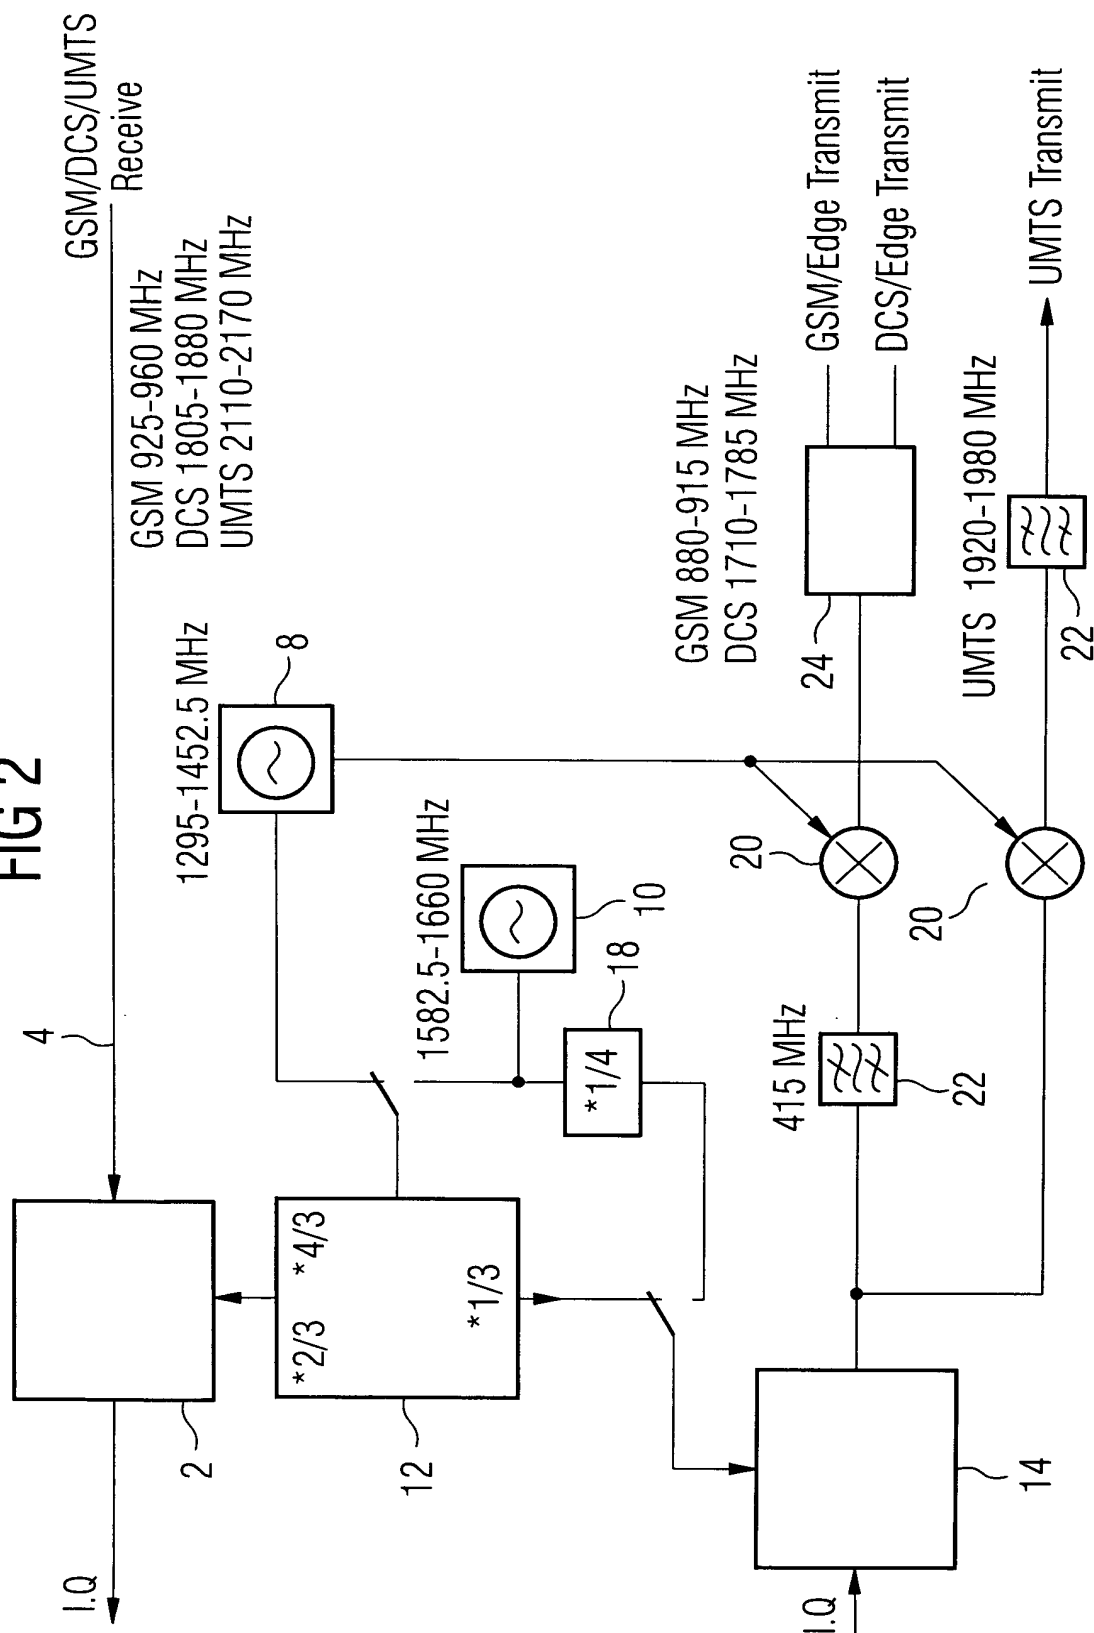 FIG 2
GSM/DCS/UMTS
Receive
GSM 925-960 MHz
DCS 1805-1880 MHz
UMTS 2110-2170 MHz
4
I.Q
2
1295-1452.5 MHz
8
*2/3
*4/3
*1/3
12
1582.5-1660 MHz
10
18
*1/4
GSM 880-915 MHz
DCS 1710-1785 MHz
GSM/Edge Transmit
DCS/Edge Transmit
24
20
415 MHz
22
20
UMTS 1920-1980 MHz
UMTS Transmit
22
14
I.Q